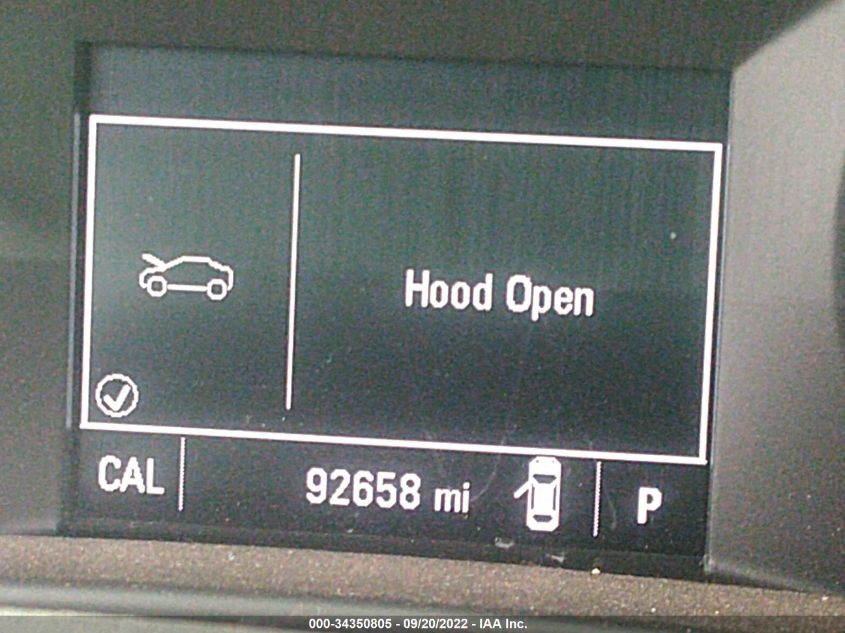 Hood Open
CAL 92658 mi P
000-34350805 - 09/20/2022 - IAA Inc.